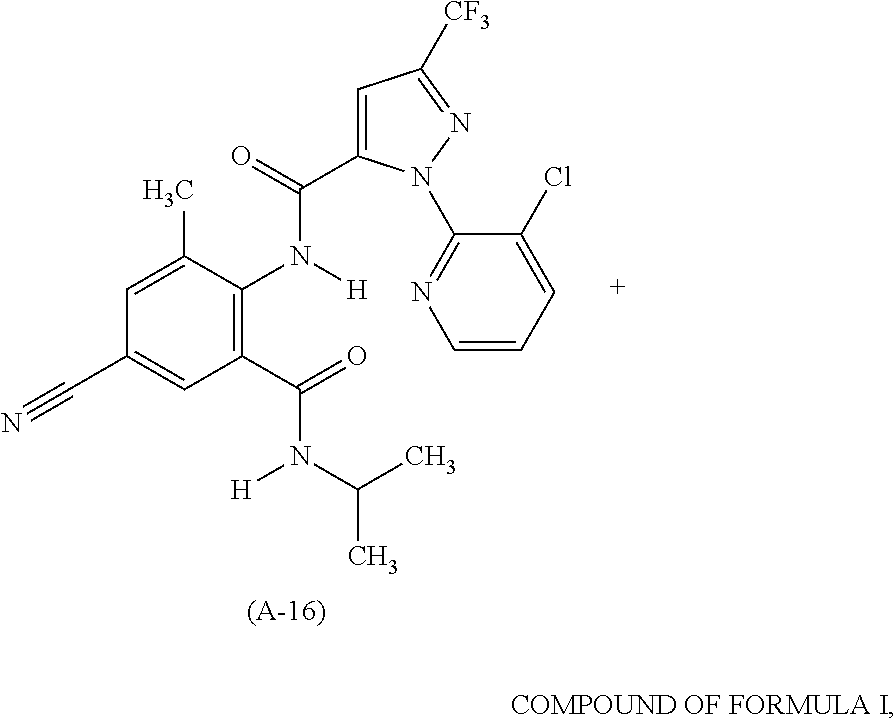 CF₃
N
O
N
Cl
H₃C
N
H
N
+
O
N
N
CH₃
H
CH₃
(A-16)
COMPOUND OF FORMULA I,